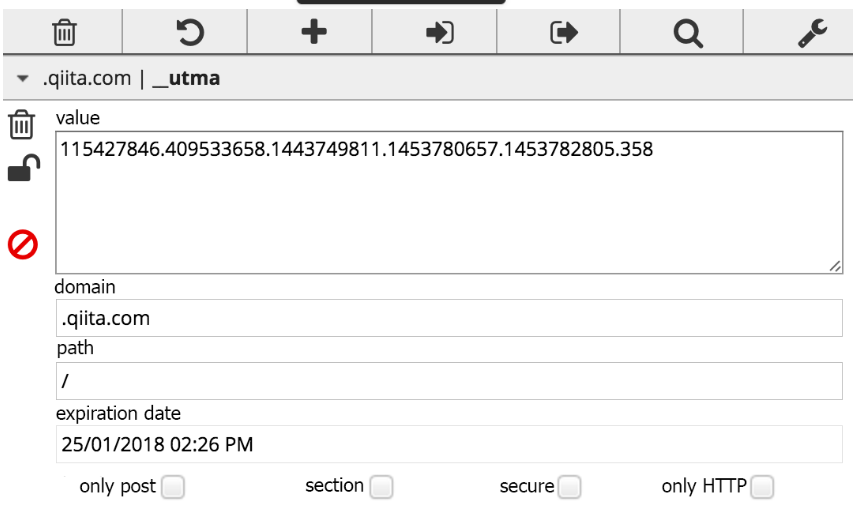 .qiita.com | __utma
value
115427846.409533658.1443749811.1453780657.1453782805.358
domain
.qiita.com
path
/
expiration date
25/01/2018 02:26 PM
only post section secure only HTTP